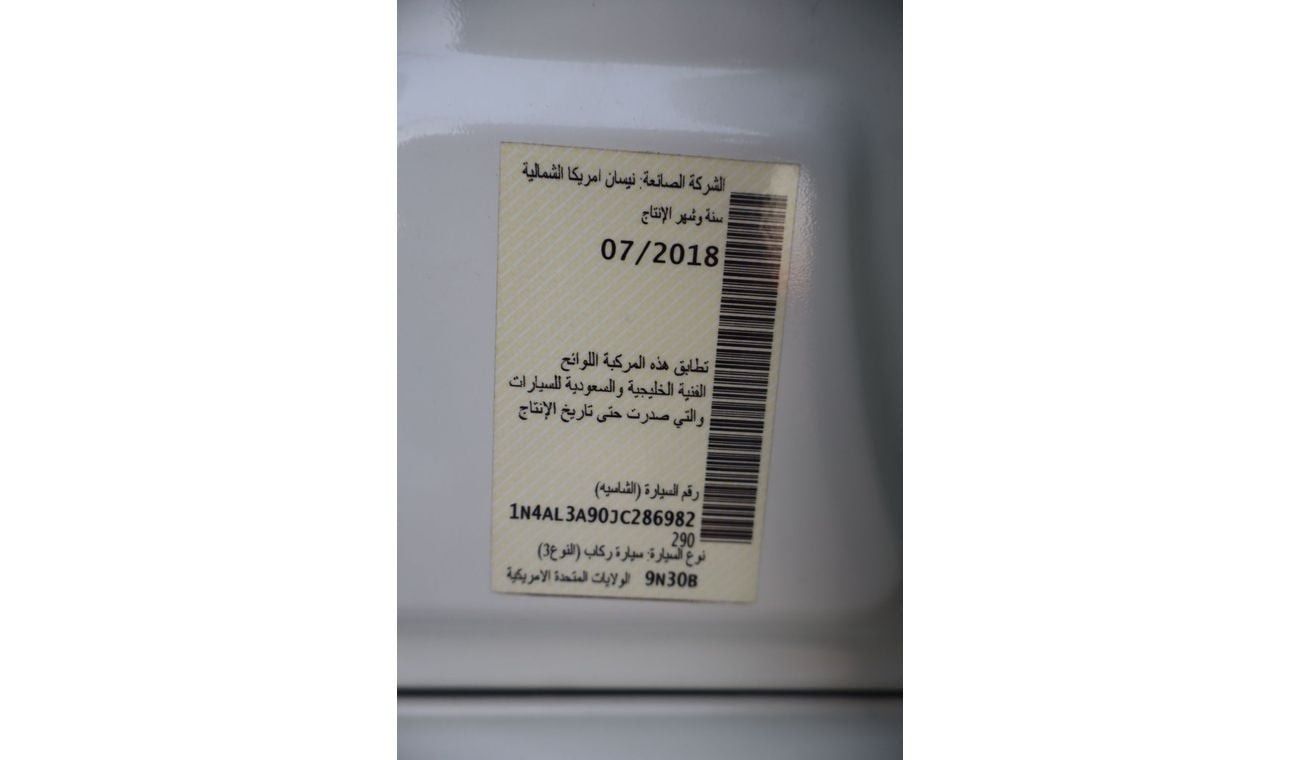 الشركة الصانعة: نيسان امريكا الشمالية
سنة وشهر الإنتاج
07/2018
تطابق هذه المركبة اللوائح
الفنية الخليجية والسعودية للسيارات
والتي صدرت حتى تاريخ الإنتاج
رقم السيارة (الشاسيه)
1N4AL3A90JC286982
290
نوع السيارة: سيارة ركاب (النوع3)
9N30B الولايات المتحدة الامريكية